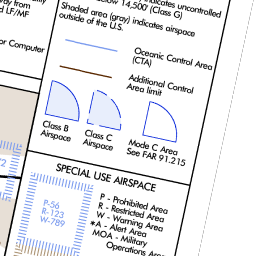 indicates uncontrolled
below 14,500' (Class G)
Shaded area (gray) indicates airspace
outside of the U.S.
or Computer
LF/MF
Oceanic Control Area
(CTA)
Additional Control
Area limit
Class B
Airspace
Class C
Airspace
Mode C Area
See FAR 91.215
SPECIAL USE AIRSPACE
P-56
R-123
W-789
P - Prohibited Area
R - Restricted Area
W - Warning Area
*A - Alert Area
MOA - Military
Operations Area